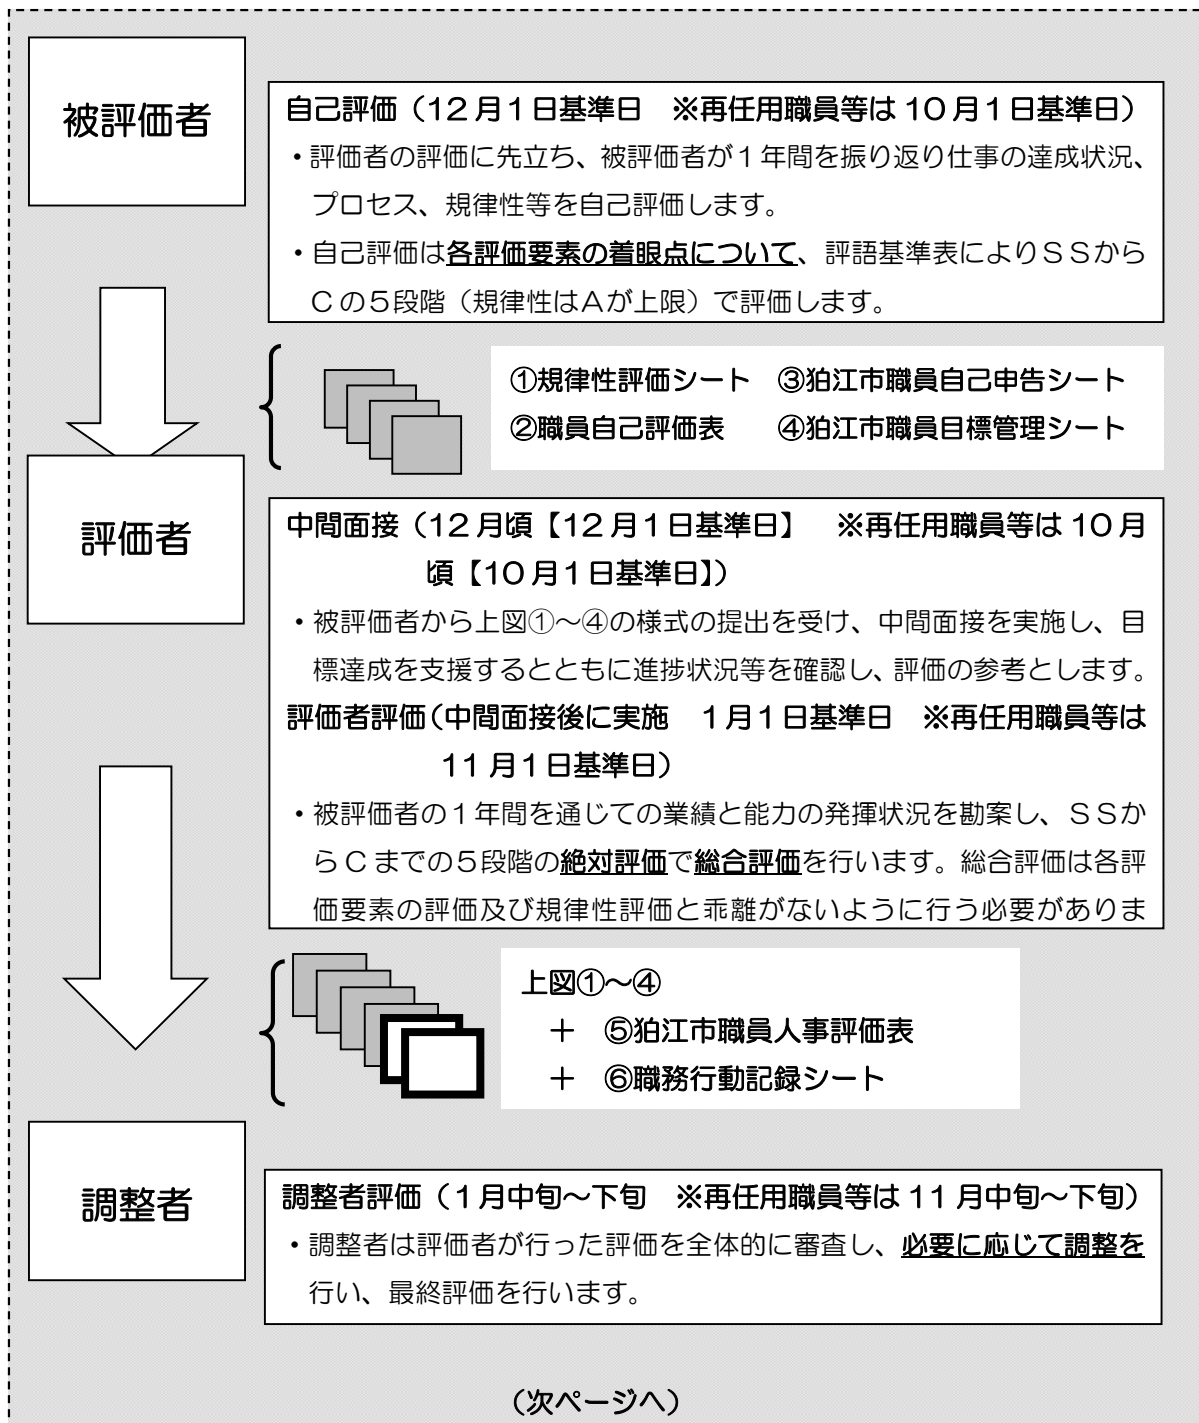 被評価者
自己評価（12月1日基準日　※再任用職員等は10月1日基準日）
・評価者の評価に先立ち、被評価者が1年間を振り返り仕事の達成状況、
プロセス、規律性等を自己評価します。
・自己評価は各評価要素の着眼点について、評語基準表によりＳＳから
Ｃの５段階（規律性はＡが上限）で評価します。
①規律性評価シート　③狛江市職員自己申告シート
②職員自己評価表　④狛江市職員目標管理シート
評価者
中間面接（12月頃【12月1日基準日】　※再任用職員等は10月
頃【10月1日基準日】）
・被評価者から上図①～④の様式の提出を受け、中間面接を実施し、目
標達成を支援するとともに進捗状況等を確認し、評価の参考とします。
評価者評価（中間面接後に実施　1月1日基準日　※再任用職員等は
11月1日基準日）
・被評価者の1年間を通じての業績と能力の発揮状況を勘案し、ＳＳか
らＣまでの５段階の絶対評価で総合評価を行います。総合評価は各評
価要素の評価及び規律性評価と乖離がないように行う必要がありま
上図①～④
＋　⑤狛江市職員人事評価表
＋　⑥職務行動記録シート
調整者
調整者評価（1月中旬～下旬　※再任用職員等は11月中旬～下旬）
・調整者は評価者が行った評価を全体的に審査し、必要に応じて調整を
行い、最終評価を行います。
（次ページへ）